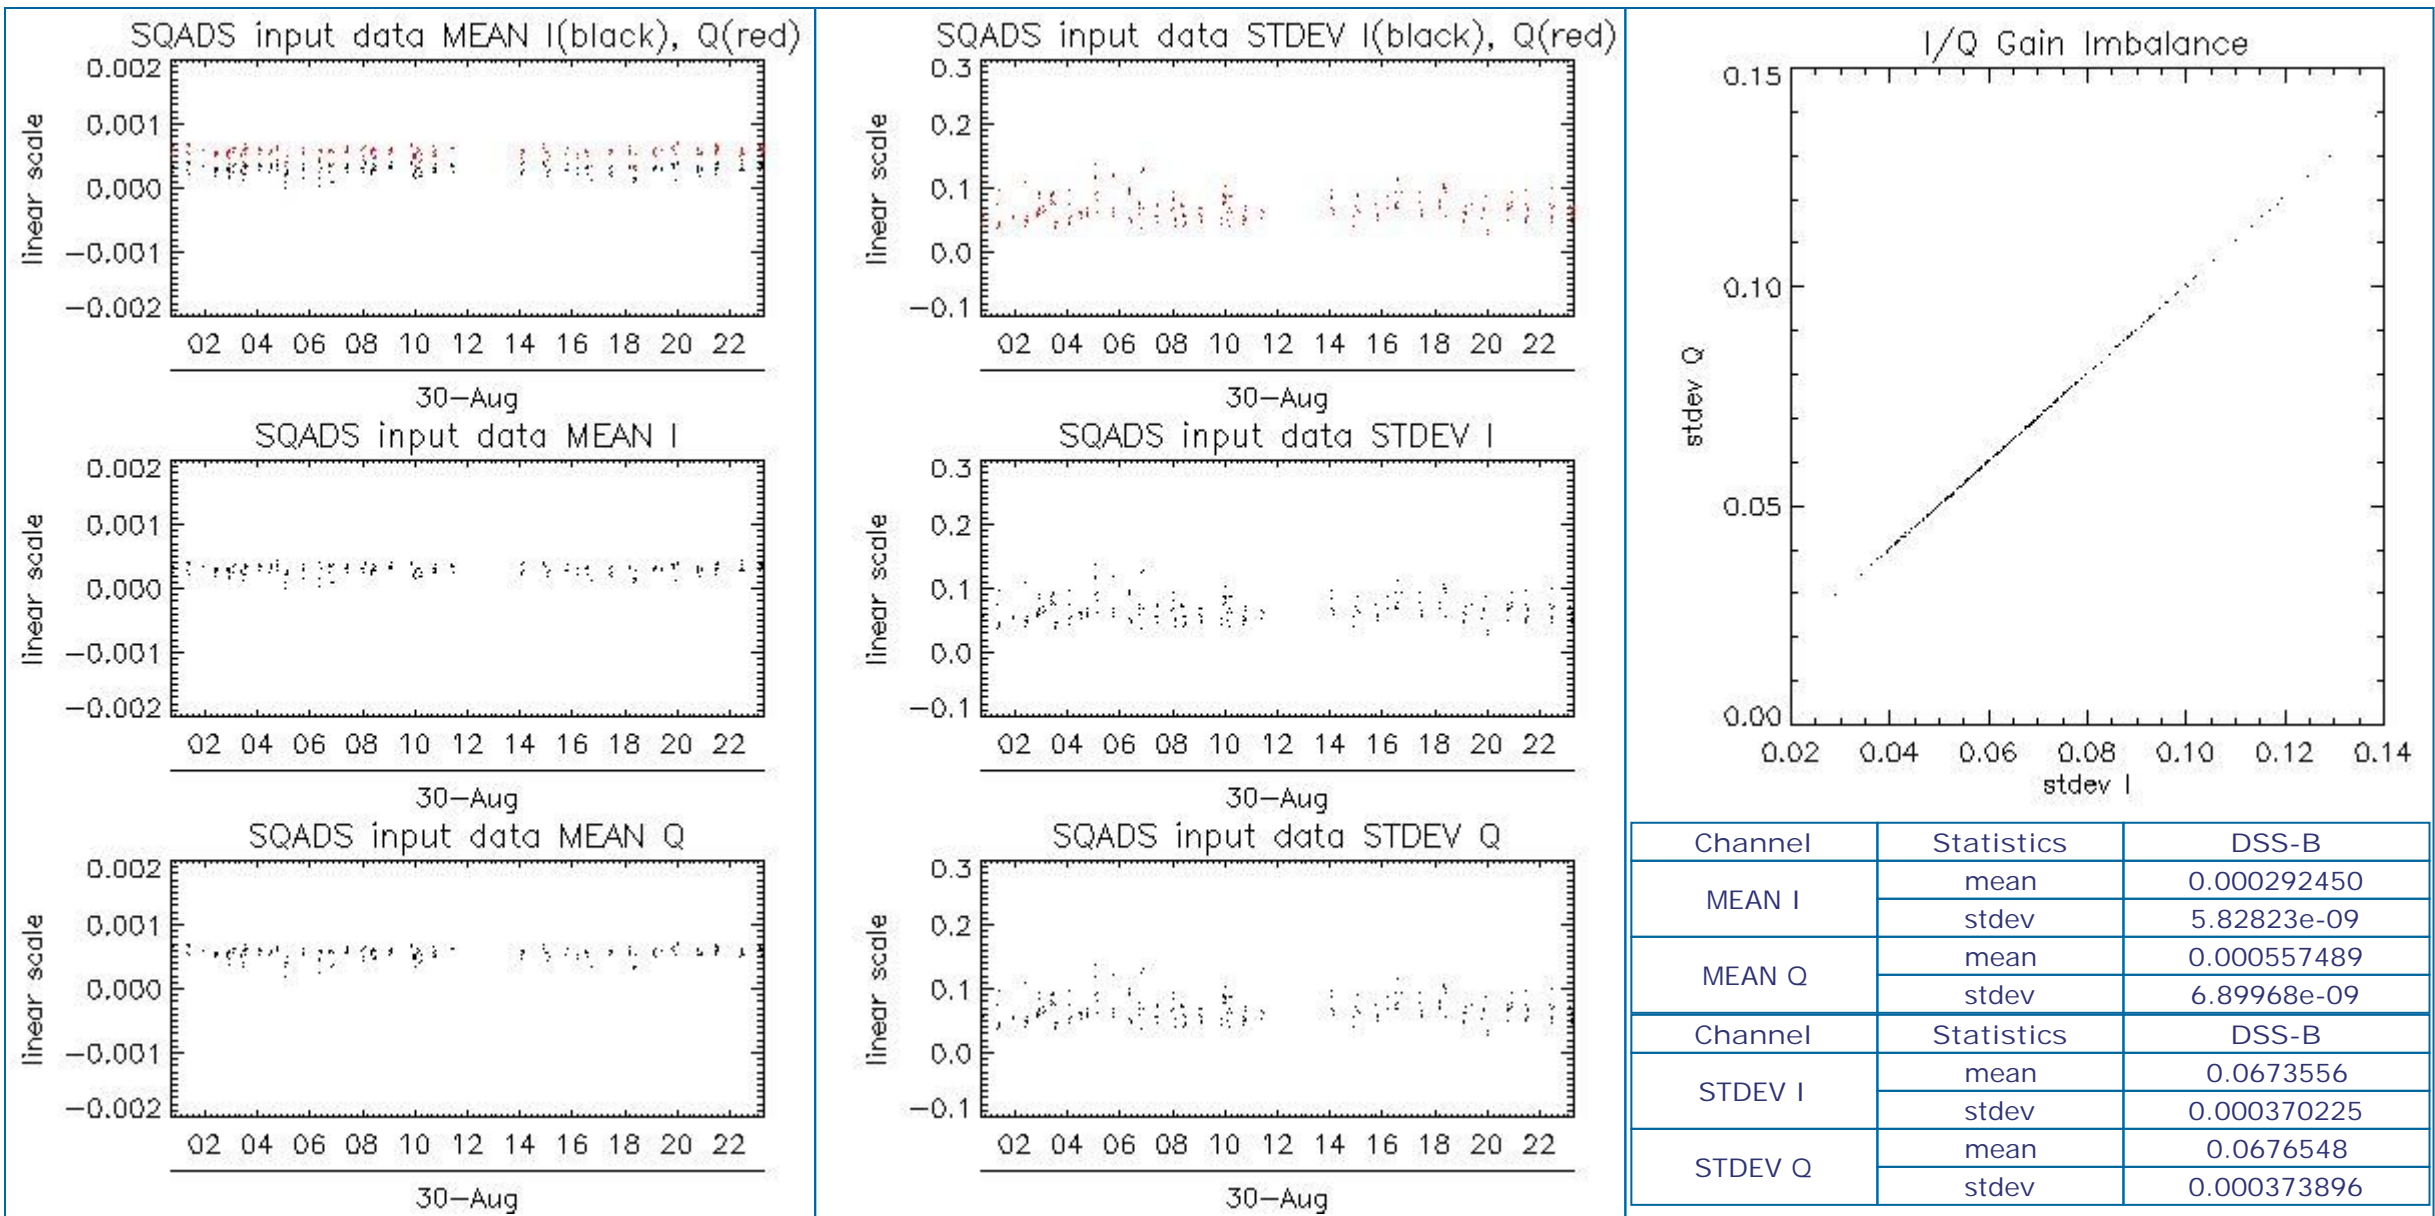 SQADS input data MEAN I(black), Q(red)
0.002
0.001
0.000
−0.001
−0.002
linear scale
02 04 06 08 10 12 14 16 18 20 22
30−Aug
SQADS input data MEAN I
0.002
0.001
0.000
−0.001
−0.002
linear scale
02 04 06 08 10 12 14 16 18 20 22
30−Aug
SQADS input data MEAN Q
0.002
0.001
0.000
−0.001
−0.002
linear scale
02 04 06 08 10 12 14 16 18 20 22
30−Aug
SQADS input data STDEV I(black), Q(red)
0.3
0.2
0.1
0.0
−0.1
linear scale
02 04 06 08 10 12 14 16 18 20 22
30−Aug
SQADS input data STDEV I
0.3
0.2
0.1
0.0
−0.1
linear scale
02 04 06 08 10 12 14 16 18 20 22
30−Aug
SQADS input data STDEV Q
0.3
0.2
0.1
0.0
−0.1
linear scale
02 04 06 08 10 12 14 16 18 20 22
30−Aug
I/Q Gain Imbalance
0.15
0.10
0.05
0.00
stdev Q
0.02 0.04 0.06 0.08 0.10 0.12 0.14
stdev I
Channel Statistics DSS-B
MEAN I mean 0.000292450
stdev 5.82823e-09
MEAN Q mean 0.000557489
stdev 6.89968e-09
Channel Statistics DSS-B
STDEV I mean 0.0673556
stdev 0.000370225
STDEV Q mean 0.0676548
stdev 0.000373896